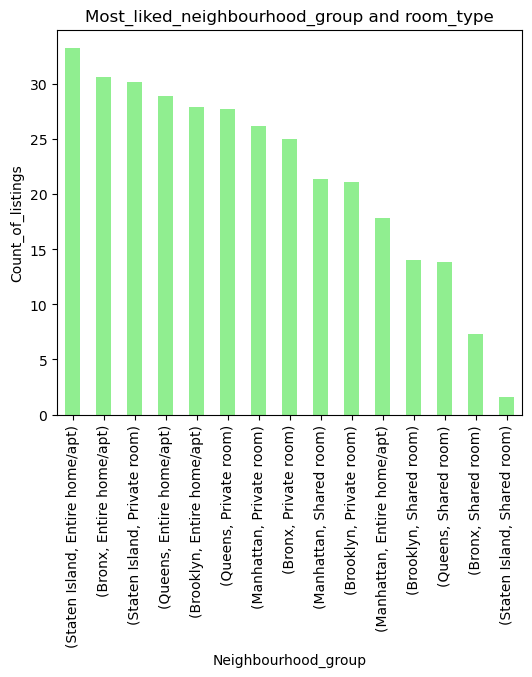 Most_liked_neighbourhood_group and room_type
Count_of_listings
30
25
20
15
10
5
0
(Staten Island, Entire home/apt)
(Bronx, Entire home/apt)
(Staten Island, Private room)
(Queens, Entire home/apt)
(Brooklyn, Entire home/apt)
(Queens, Private room)
(Manhattan, Private room)
(Bronx, Private room)
(Manhattan, Shared room)
(Brooklyn, Private room)
(Manhattan, Entire home/apt)
(Brooklyn, Shared room)
(Queens, Shared room)
(Bronx, Shared room)
(Staten Island, Shared room)
Neighbourhood_group